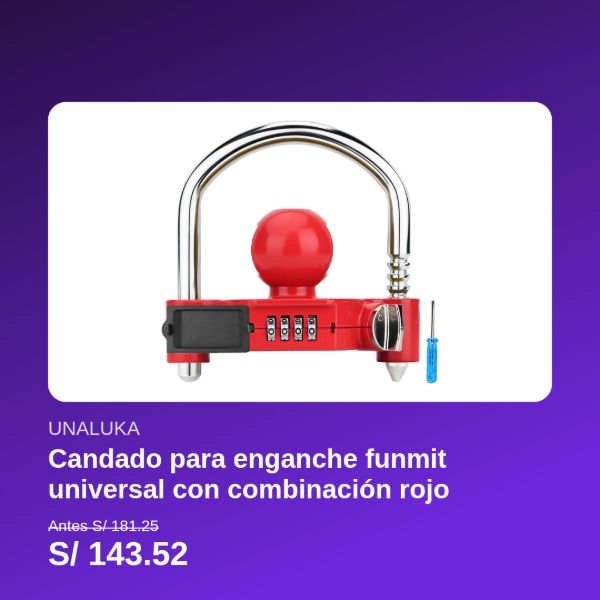 UNALUKA
Candado para enganche funmit
universal con combinación rojo
Antes S/ 181.25
S/ 143.52